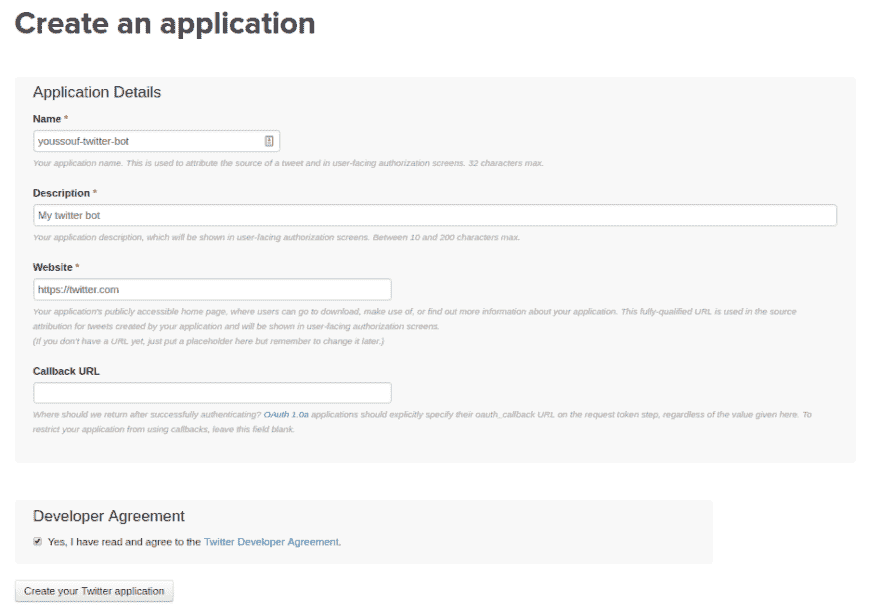 Create an application
Application Details
Name *
youssouf-twitter-bot
Your application name. This is used to attribute the source of a tweet and in user-facing authorization screens. 32 characters max.
Description *
My twitter bot
Your application description, which will be shown in user-facing authorization screens. Between 10 and 200 characters max.
Website *
https://twitter.com
Your application's publicly accessible home page, where users can go to download, make use of, or find out more information about your application. This fully-qualified URL is used in the source
attribution for tweets created by your application and will be shown in user-facing authorization screens.
(If you don't have a URL yet, just put a placeholder here but remember to change it later.)
Callback URL
Where should we return after successfully authenticating? OAuth 1.0a applications should explicitly specify their oauth_callback URL on the request token step, regardless of the value given here. To
restrict your application from using callbacks, leave this field blank.
Developer Agreement
Yes, I have read and agree to the Twitter Developer Agreement.
Create your Twitter application